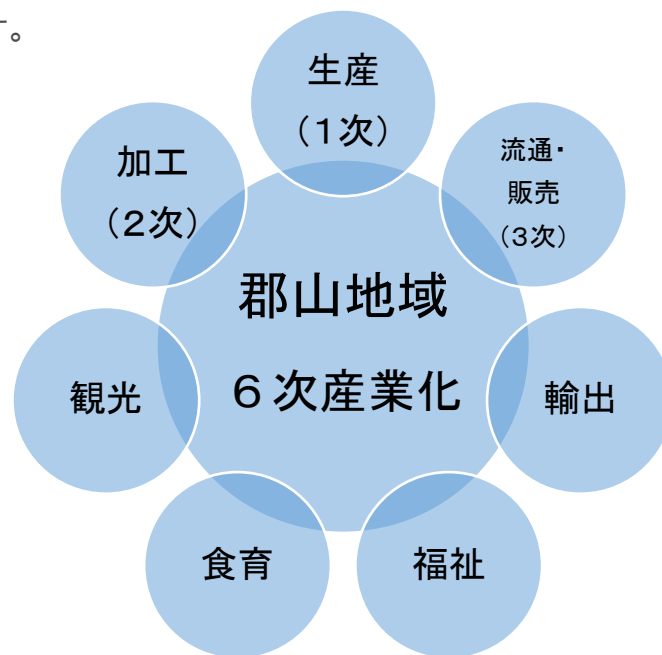 す。
生産
（１次）
流通・
販売
（３次）
加工
（２次）
郡山地域
６次産業化
観光
輸出
食育
福祉